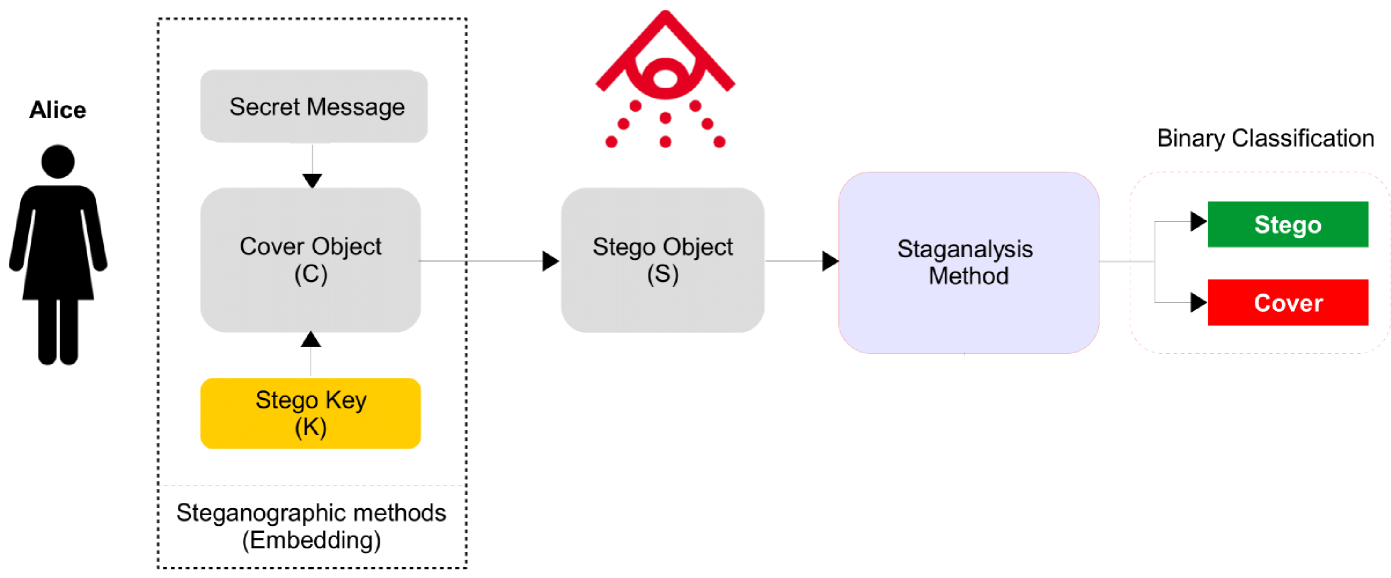 Alice
Secret Message
Cover Object
(C)
Stego Key
(K)
Steganographic methods
(Embedding)
Stego Object
(S)
Staganalysis
Method
Binary Classification
Stego
Cover